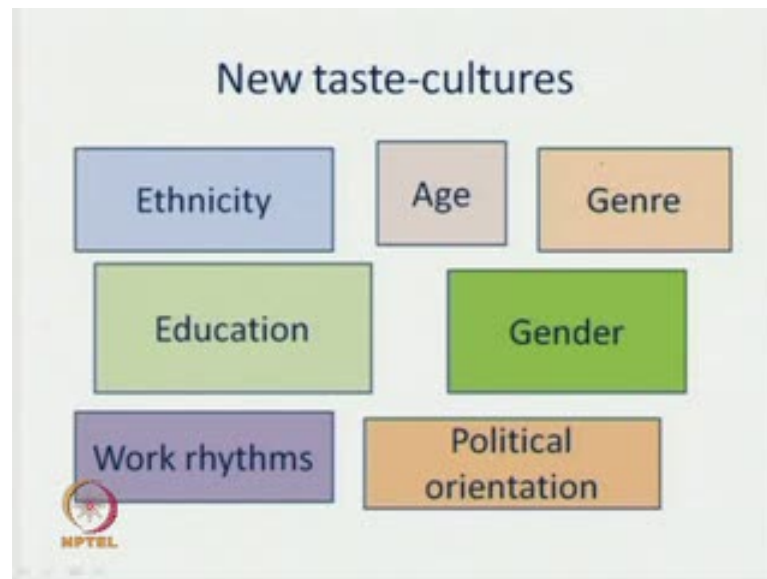 New taste-cultures
Ethnicity
Age
Genre
Education
Gender
Work rhythms
Political
orientation
NPTEL